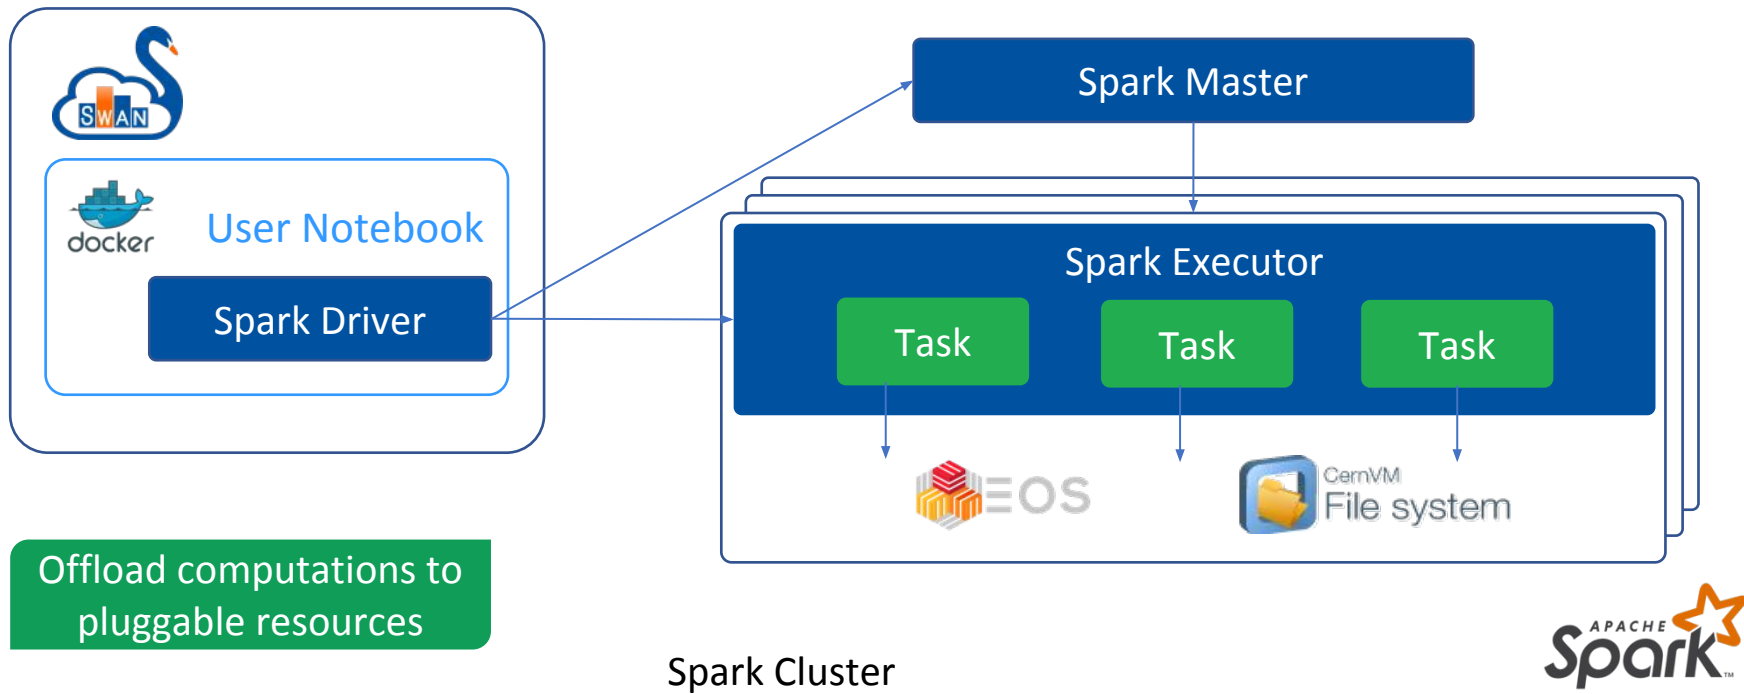 SWAN
docker
User Notebook
Spark Driver
Spark Master
Spark Executor
Task
Task
Task
EOS
CernVM
File system
Offload computations to
pluggable resources
Spark Cluster
APACHE
Spark
TM